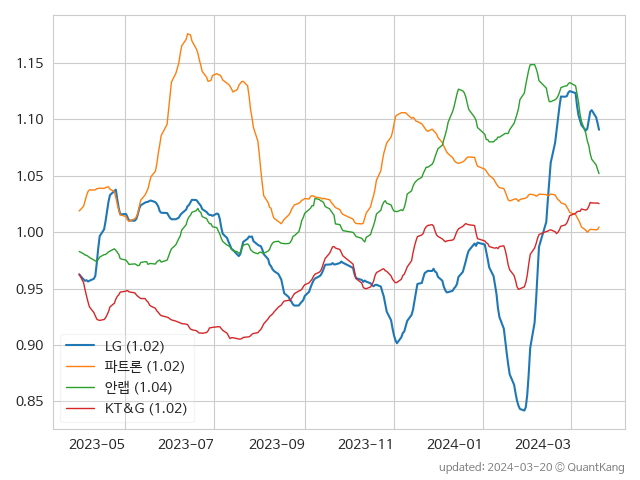 1.15
1.10
1.05
1.00
0.95
0.90
0.85
LG (1.02)
파트론 (1.02)
안랩 (1.04)
KT&G (1.02)
2023-05 2023-07 2023-09 2023-11 2024-01 2024-03
updated: 2024-03-20 © QuantKang